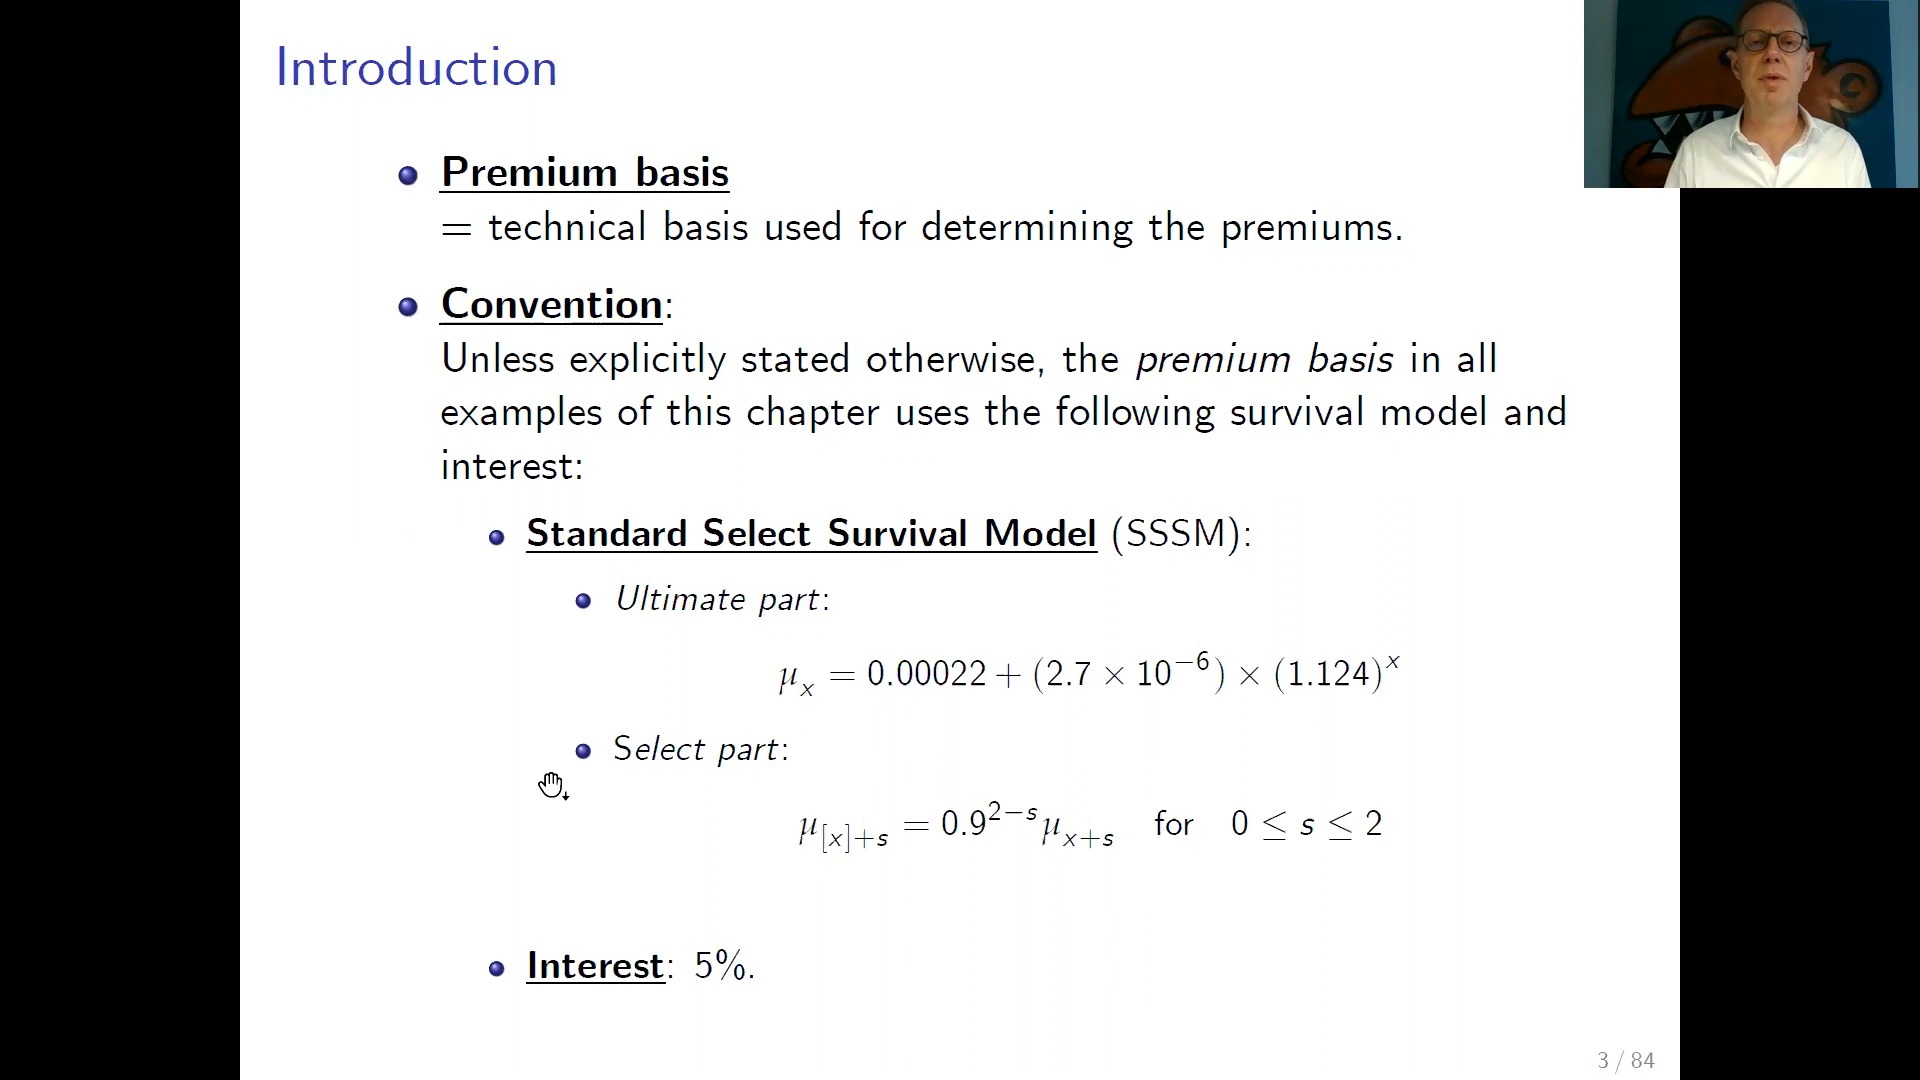 Introduction
Premium basis
= technical basis used for determining the premiums.
Convention:
Unless explicitly stated otherwise, the premium basis in all
examples of this chapter uses the following survival model and
interest:
Standard Select Survival Model (SSSM):
Ultimate part:
μ_x = 0.00022 + (2.7 × 10^{−6}) × (1.124)^x
Select part:
μ_{[x]+s} = 0.9^{2−s} μ_{x+s} for 0 ≤ s ≤ 2
Interest: 5%.
3 / 84